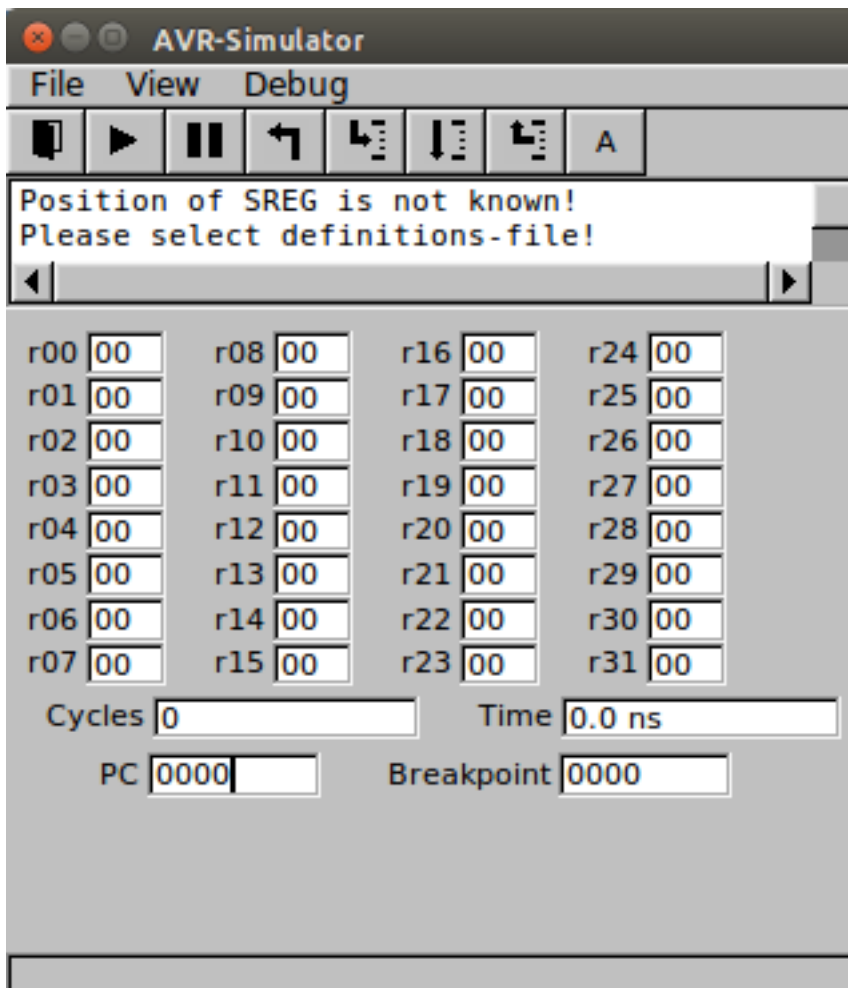 AVR-Simulator
File View Debug
A
Position of SREG is not known!
Please select definitions-file!
r00 00 r08 00 r16 00 r24 00
r01 00 r09 00 r17 00 r25 00
r02 00 r10 00 r18 00 r26 00
r03 00 r11 00 r19 00 r27 00
r04 00 r12 00 r20 00 r28 00
r05 00 r13 00 r21 00 r29 00
r06 00 r14 00 r22 00 r30 00
r07 00 r15 00 r23 00 r31 00
Cycles 0 Time 0.0 ns
PC 0000 Breakpoint 0000